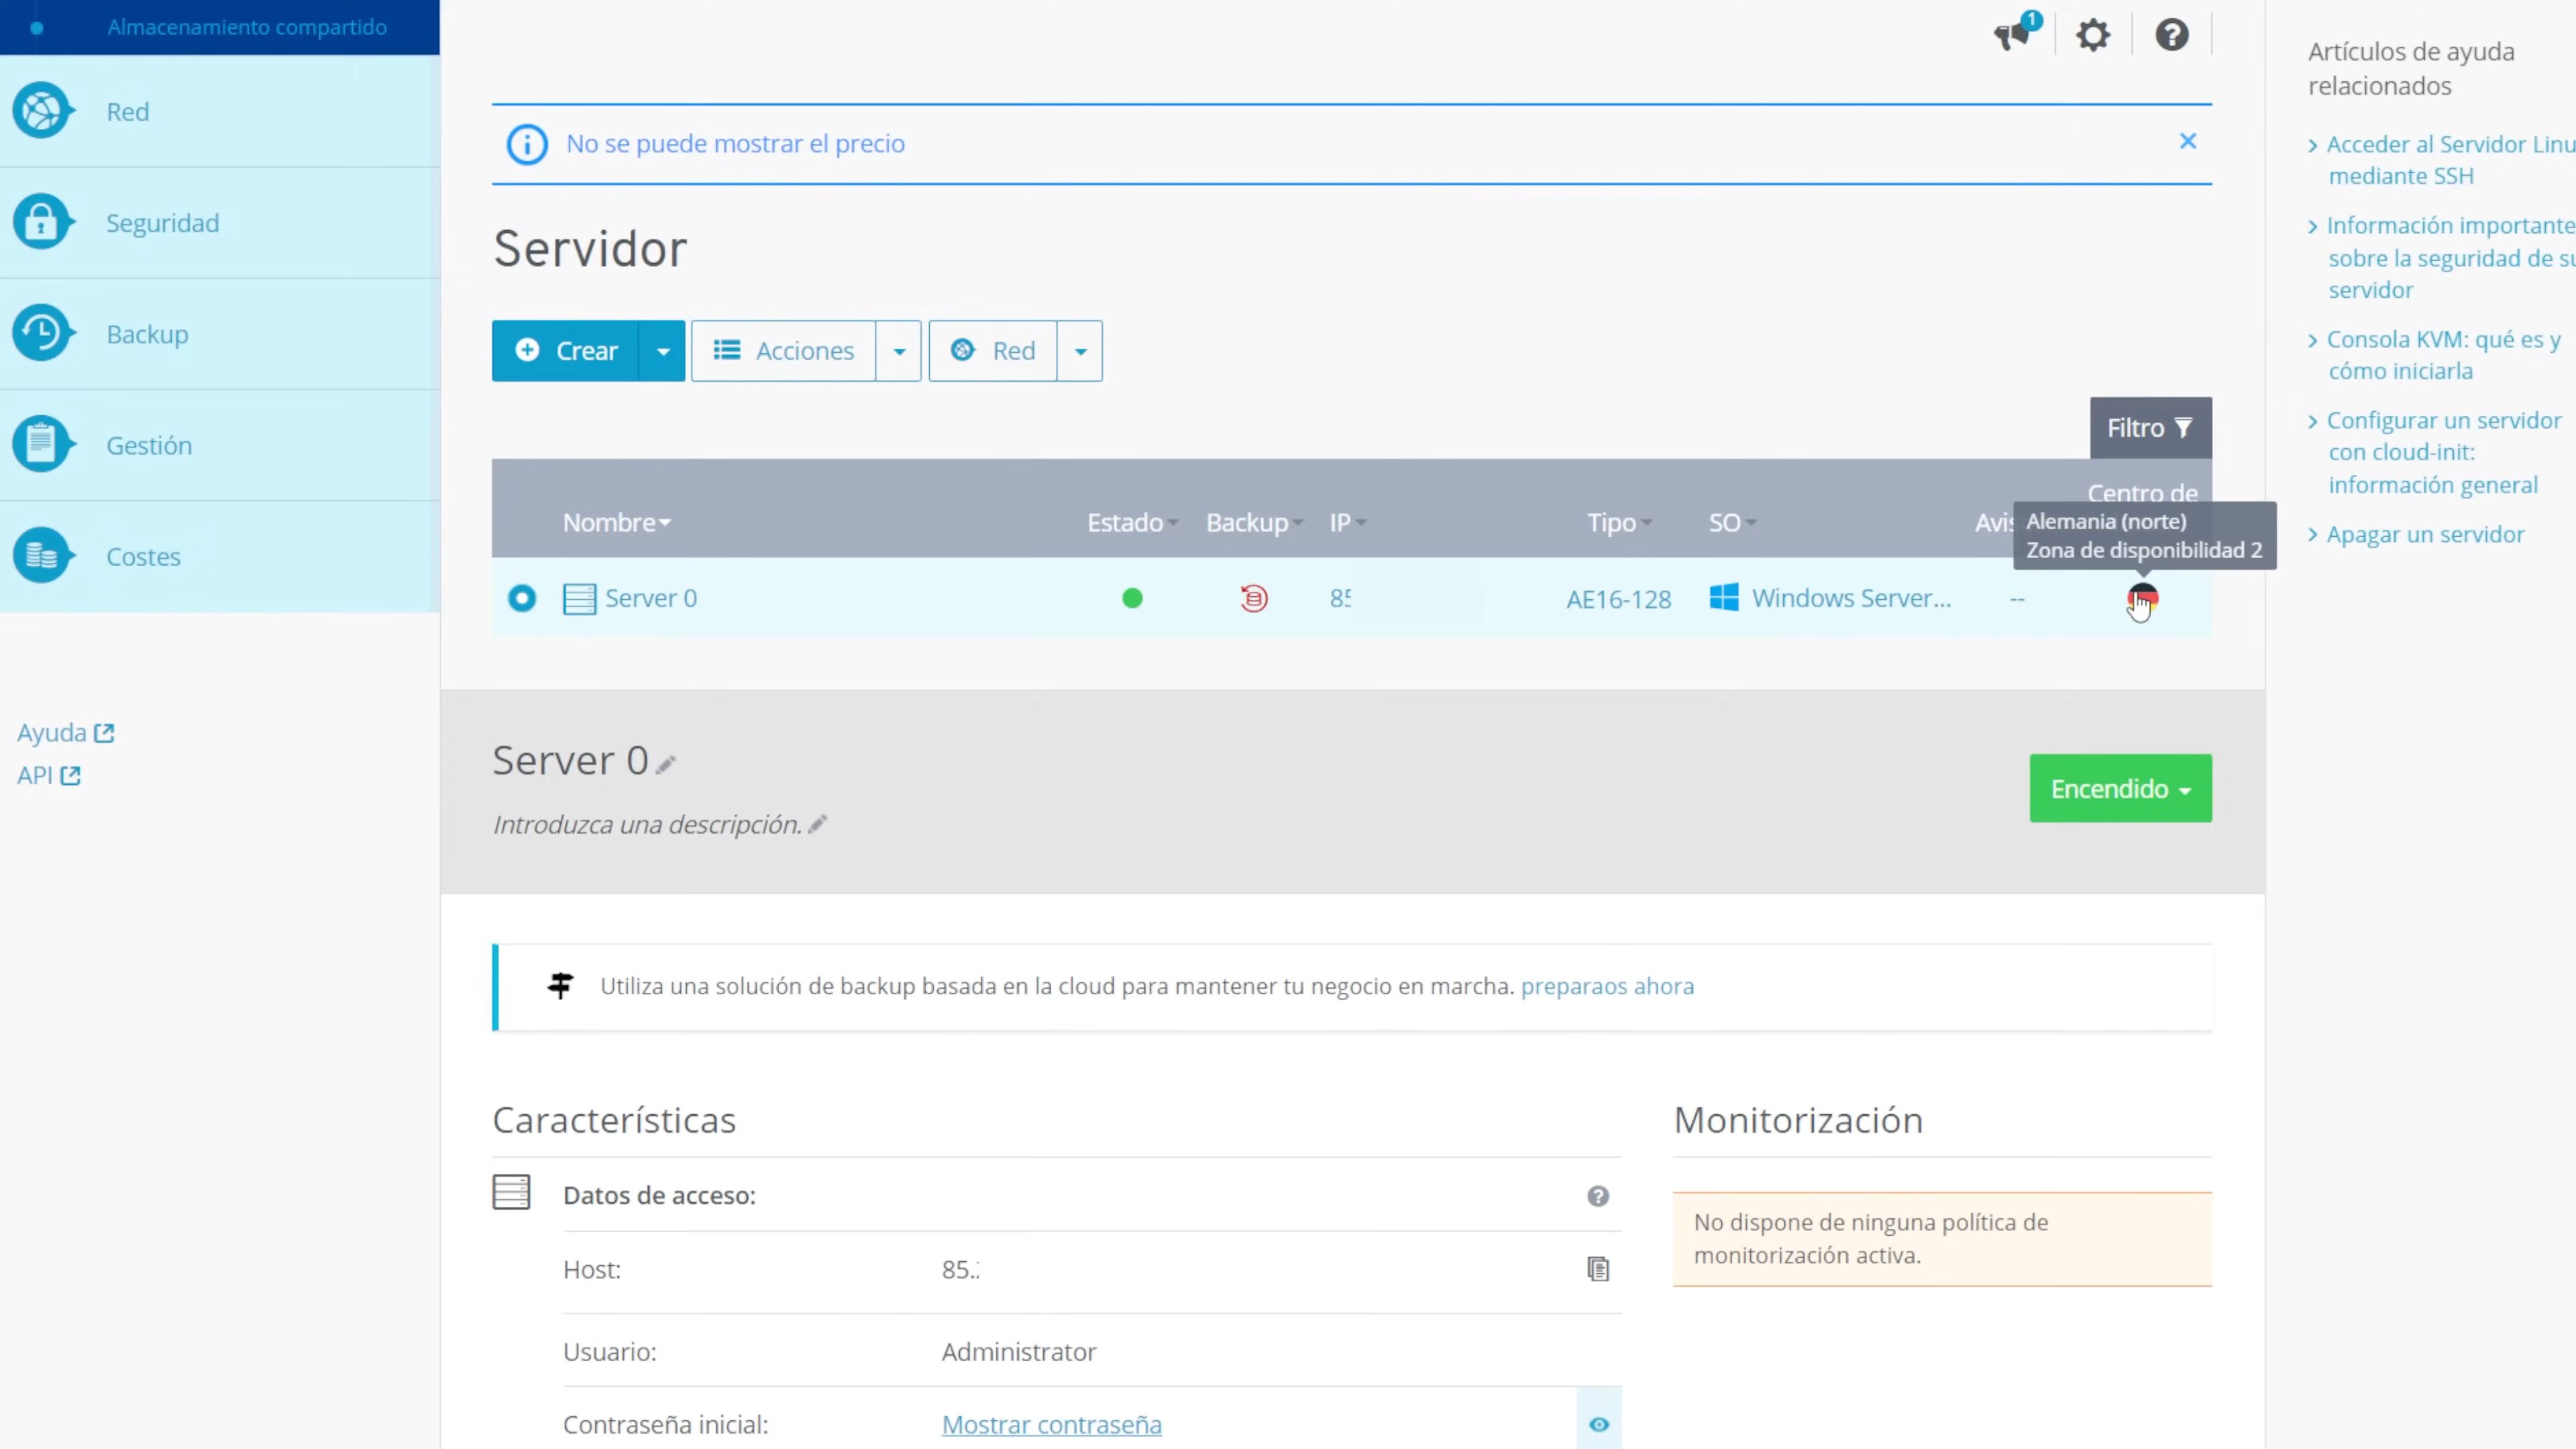 Almacenamiento compartido
Red
Seguridad
Backup
Gestión
Costes
Ayuda
API
1
No se puede mostrar el precio
Servidor
Crear
Acciones
Red
Filtro
Centro de
Nombre Estado Backup IP Tipo SO
Alemania (norte)
Zona de disponibilidad 2
Server 0 85 AE16-128 Windows Server... --
Server 0
Introduzca una descripción.
Encendido
Utiliza una solución de backup basada en la cloud para mantener tu negocio en marcha. preparaos ahora
Características
Datos de acceso:
Host: 85.
Usuario: Administrator
Contraseña inicial: Mostrar contraseña
Monitorización
No dispone de ninguna política de
monitorización activa.
Artículos de ayuda
relacionados
Acceder al Servidor Linu
mediante SSH
Información importante
sobre la seguridad de su
servidor
Consola KVM: qué es y
cómo iniciarla
Configurar un servidor
con cloud-init:
información general
Apagar un servidor